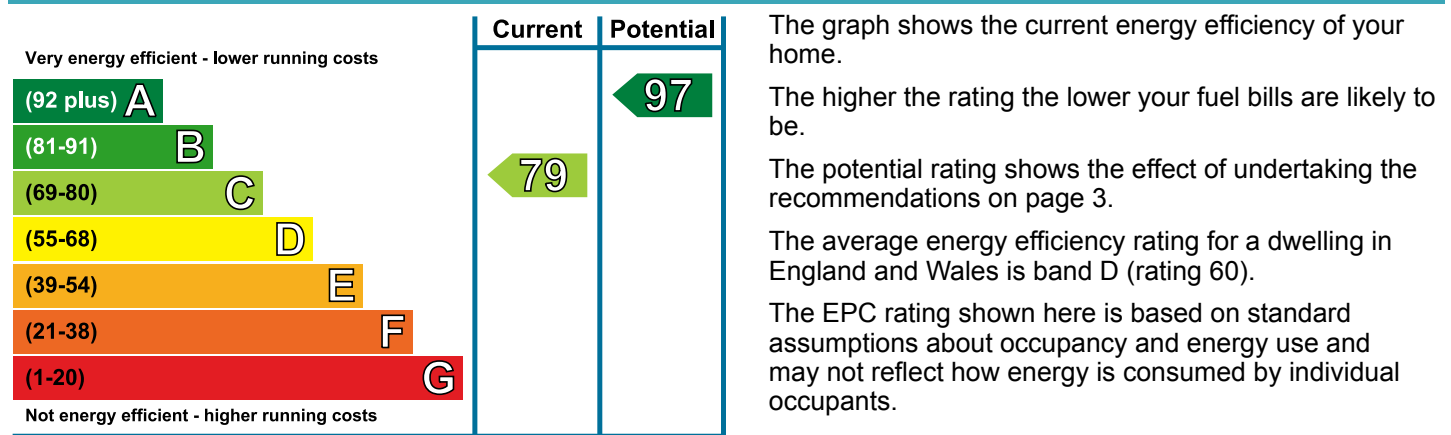 Current Potential
Very energy efficient - lower running costs
(92 plus) A
97
(81-91) B
79
(69-80) C
(55-68) D
(39-54) E
(21-38) F
(1-20) G
Not energy efficient - higher running costs
The graph shows the current energy efficiency of your
home.
The higher the rating the lower your fuel bills are likely to
be.
The potential rating shows the effect of undertaking the
recommendations on page 3.
The average energy efficiency rating for a dwelling in
England and Wales is band D (rating 60).
The EPC rating shown here is based on standard
assumptions about occupancy and energy use and
may not reflect how energy is consumed by individual
occupants.